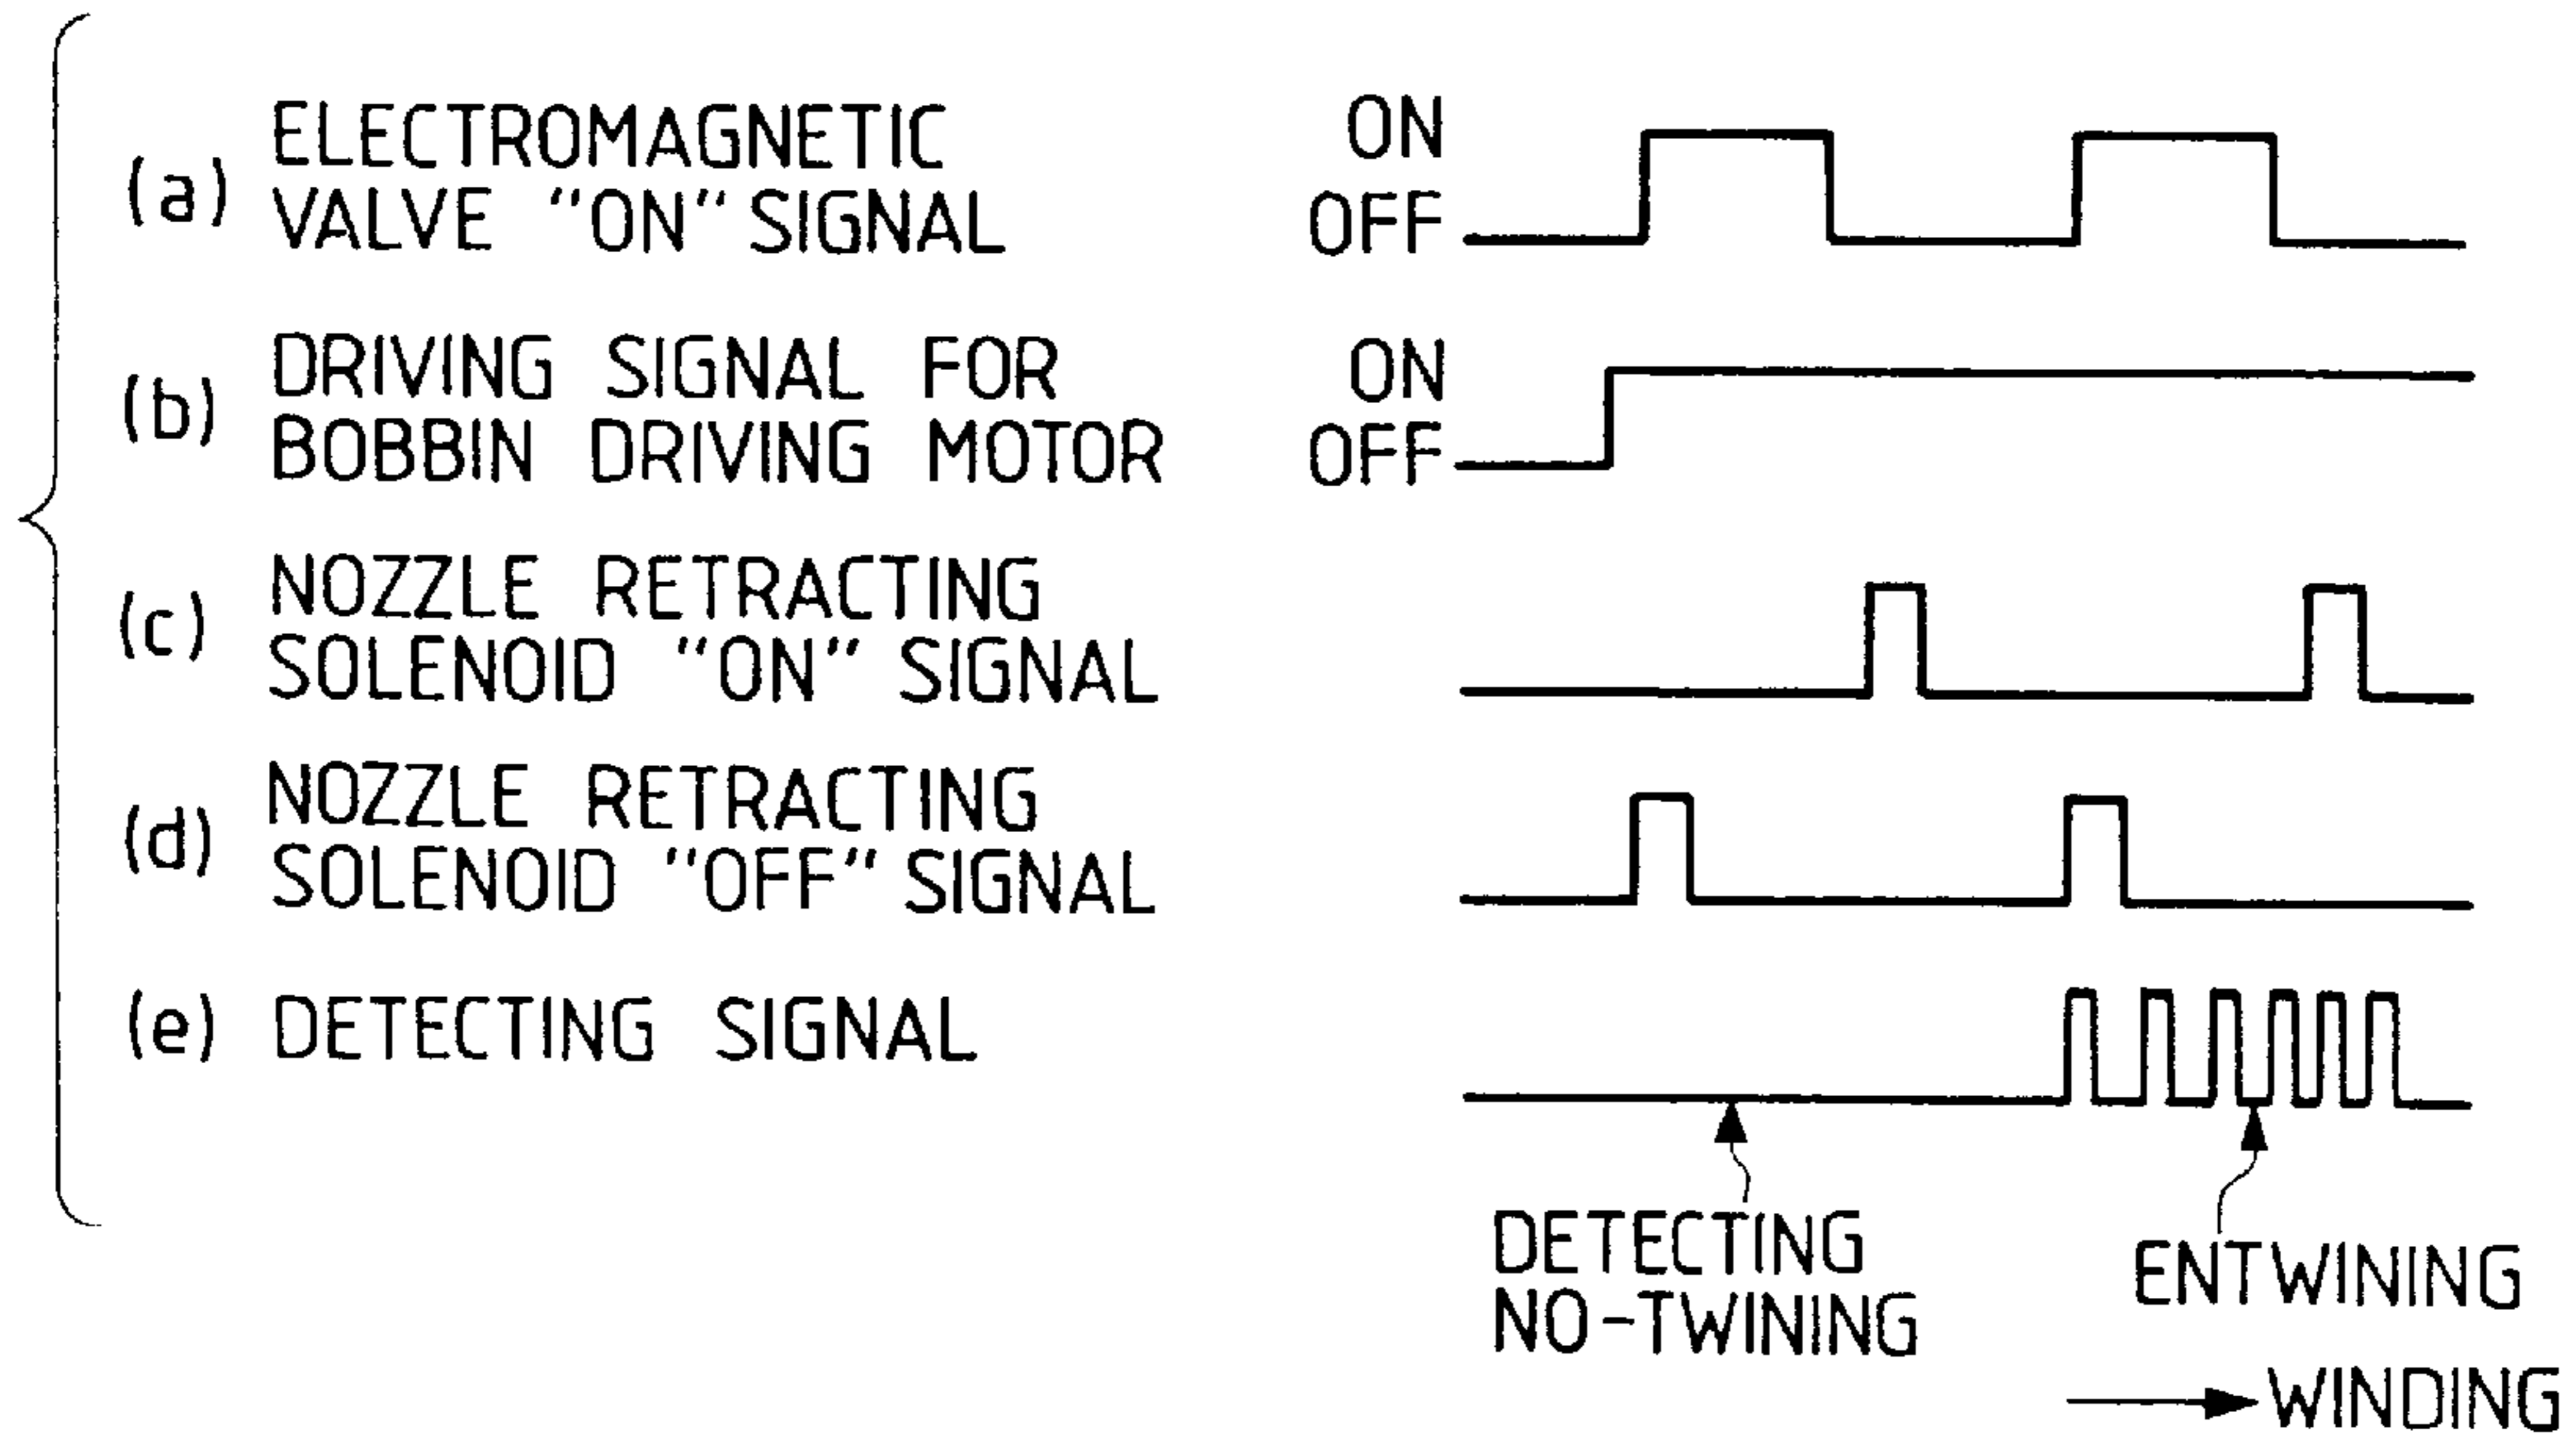 (a) ELECTROMAGNETIC
VALVE "ON" SIGNAL
ON
OFF
(b) DRIVING SIGNAL FOR
BOBBIN DRIVING MOTOR
ON
OFF
(c) NOZZLE RETRACTING
SOLENOID "ON" SIGNAL
(d) NOZZLE RETRACTING
SOLENOID "OFF" SIGNAL
(e) DETECTING SIGNAL
DETECTING
NO-TWINING
ENTWINING
WINDING